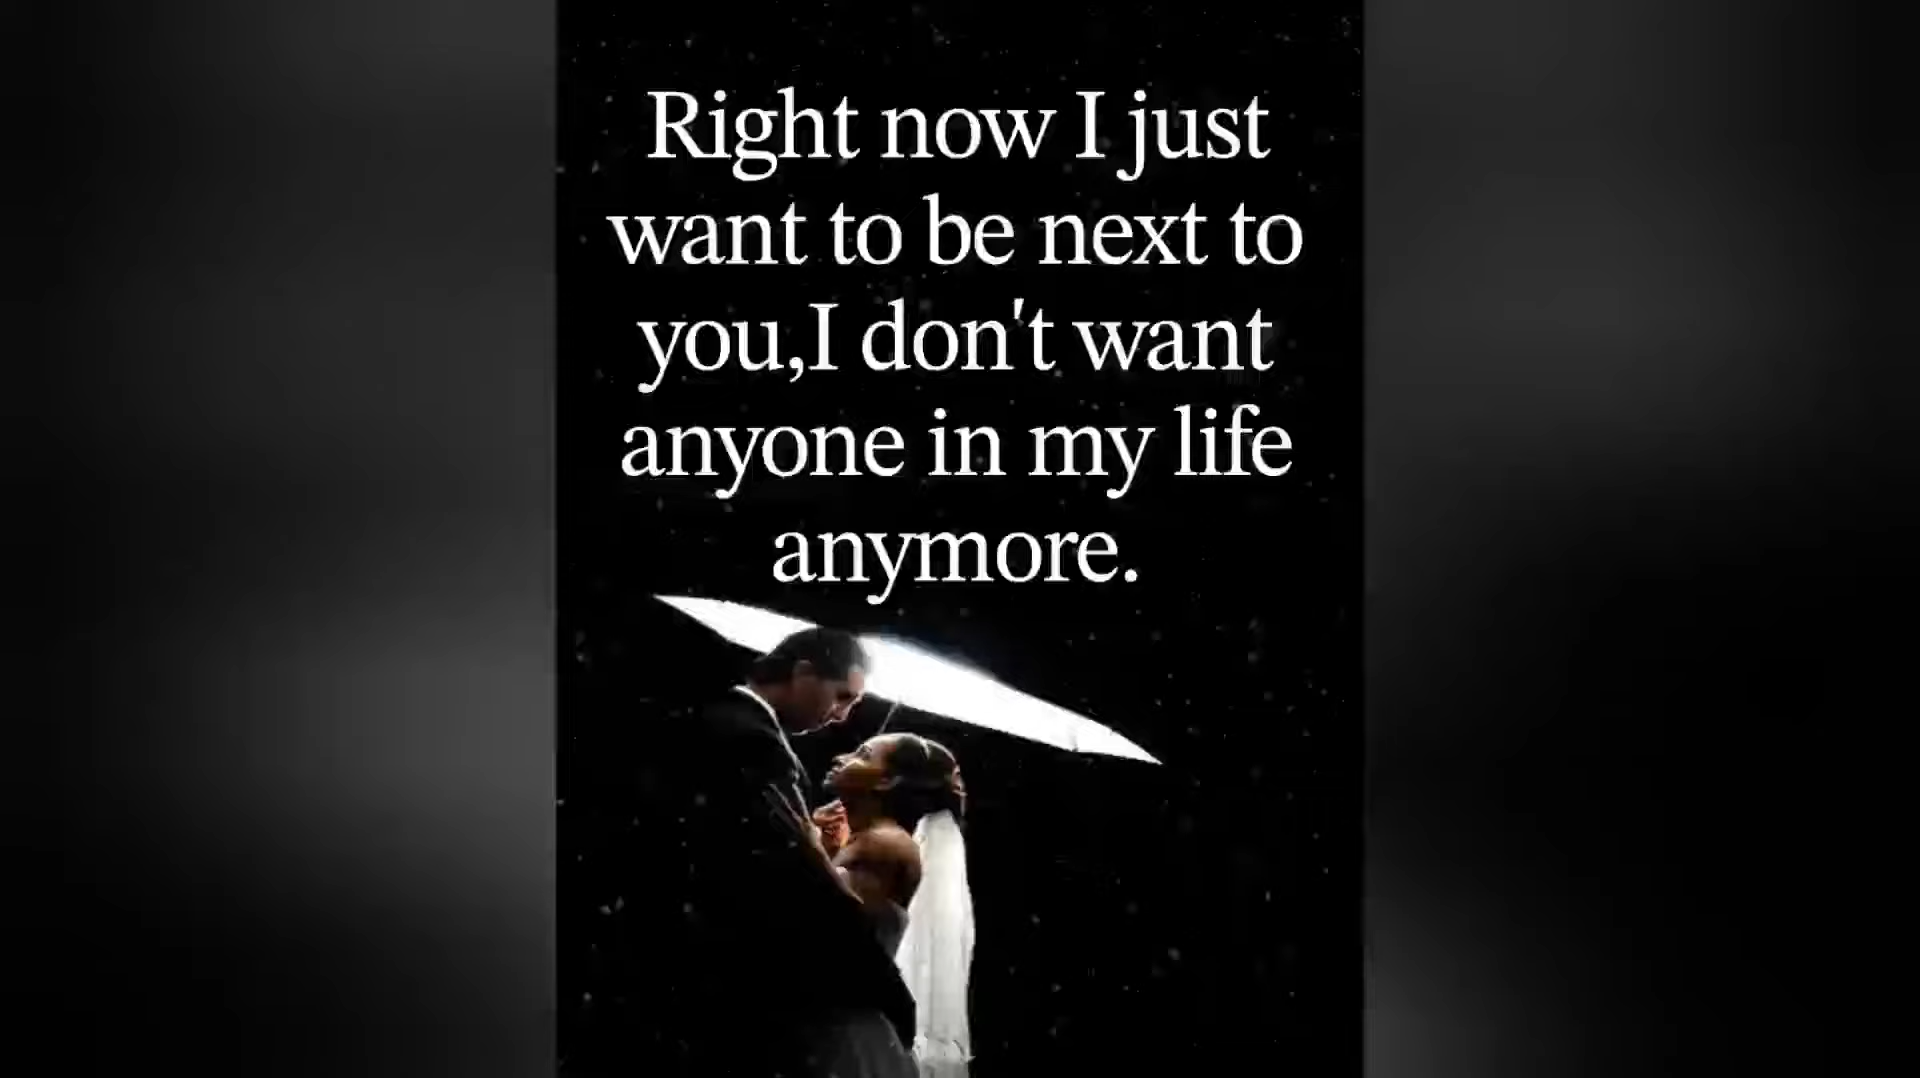 Right now I just
want to be next to
you,I don't want
anyone in my life
anymore.